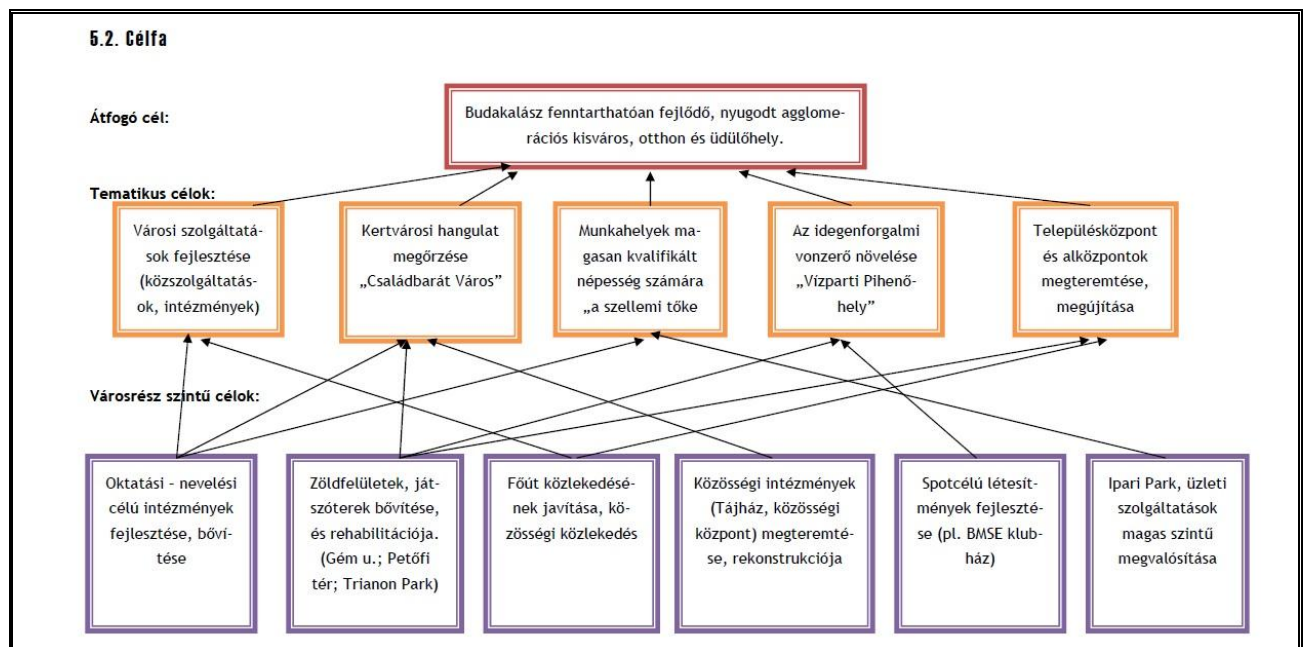 5.2. Célfa
Átfogó cél:
Budakalász fenntarthatóan fejlődő, nyugodt agglome-
rációs kisváros, otthon és üdülőhely.
Tematikus célok:
Városi szolgáltatá-
sok fejlesztése
(közszolgáltatás-
ok, intézmények)
Kertvárosi hangulat
megőrzése
„Családbarát Város”
Munkahelyek ma-
gasan kvalifikált
népesség számára
„a szellemi tőke
Az idegenforgalmi
vonzerő növelése
„Vízparti Pihenő-
hely”
Településközpont
és alközpontok
megteremtése,
megújítása
Városrész szintű célok:
Oktatási - nevelési
célú intézmények
fejlesztése, bőví-
tése
Zöldfelületek, ját-
szóterek bővítése,
és rehabilitációja.
(Gém u.; Petőfi
tér; Trianon Park)
Főút közlekedésé-
nek javítása, kö-
zösségi közlekedés
Közösségi intézmények
(Tájház, közösségi
központ) megteremté-
se, rekonstrukciója
Spotcélú létesít-
mények fejleszté-
se (pl. BMSE klub-
ház)
Ipari Park, üzleti
szolgáltatások
magas szintű
megvalósítása